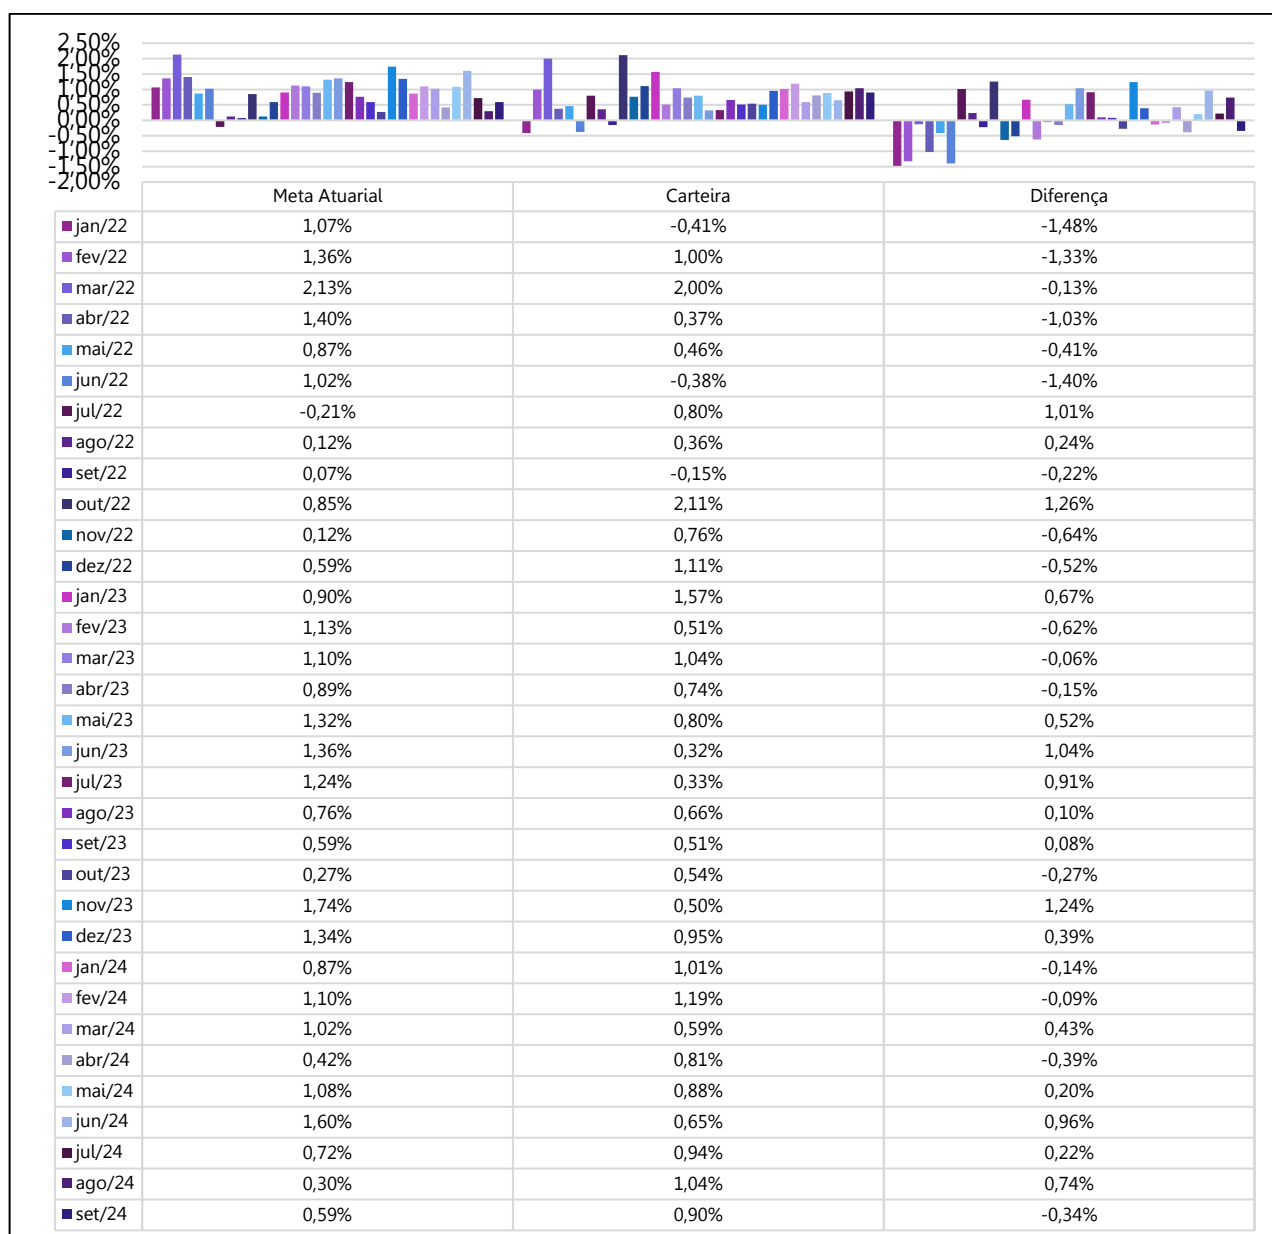 2,50%
2,00%
1,50%
1,00%
0,50%
0,00%
-0,50%
-1,00%
-1,50%
-2,00%
Meta Atuarial Carteira Diferença
jan/22 1,07% -0,41% -1,48%
fev/22 1,36% 1,00% -1,33%
mar/22 2,13% 2,00% -0,13%
abr/22 1,40% 0,37% -1,03%
mai/22 0,87% 0,46% -0,41%
jun/22 1,02% -0,38% -1,40%
jul/22 -0,21% 0,80% 1,01%
ago/22 0,12% 0,36% 0,24%
set/22 0,07% -0,15% -0,22%
out/22 0,85% 2,11% 1,26%
nov/22 0,12% 0,76% -0,64%
dez/22 0,59% 1,11% -0,52%
jan/23 0,90% 1,57% 0,67%
fev/23 1,13% 0,51% -0,62%
mar/23 1,10% 1,04% -0,06%
abr/23 0,89% 0,74% -0,15%
mai/23 1,32% 0,80% 0,52%
jun/23 1,36% 0,32% 1,04%
jul/23 1,24% 0,33% 0,91%
ago/23 0,76% 0,66% 0,10%
set/23 0,59% 0,51% 0,08%
out/23 0,27% 0,54% -0,27%
nov/23 1,74% 0,50% 1,24%
dez/23 1,34% 0,95% 0,39%
jan/24 0,87% 1,01% -0,14%
fev/24 1,10% 1,19% -0,09%
mar/24 1,02% 0,59% 0,43%
abr/24 0,42% 0,81% -0,39%
mai/24 1,08% 0,88% 0,20%
jun/24 1,60% 0,65% 0,96%
jul/24 0,72% 0,94% 0,22%
ago/24 0,30% 1,04% 0,74%
set/24 0,59% 0,90% -0,34%